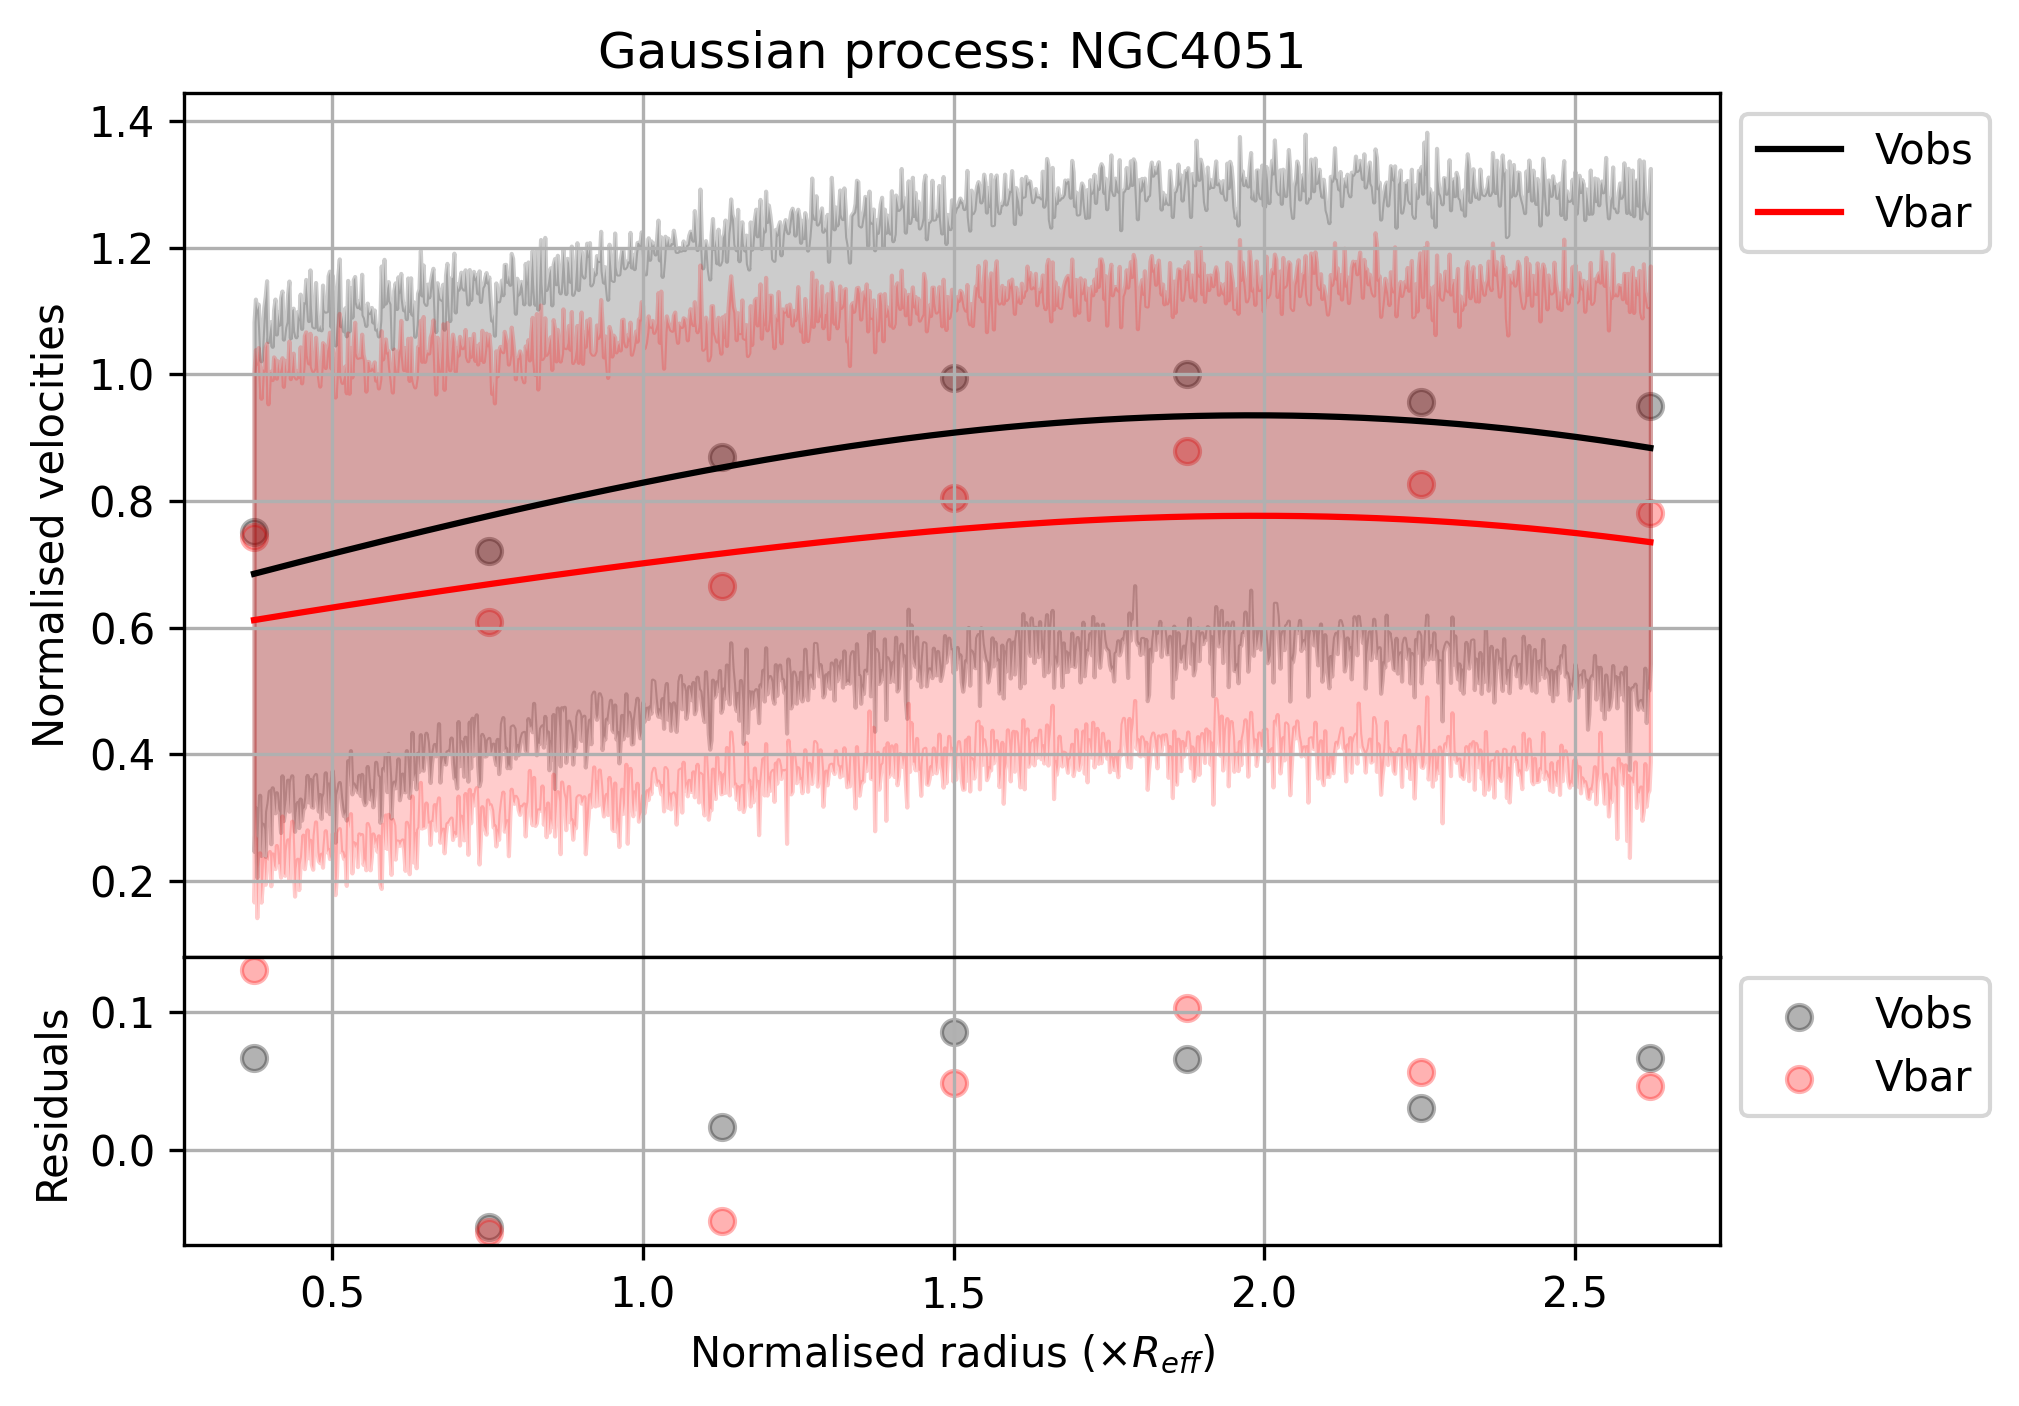 Gaussian process: NGC4051
Normalised velocities
1.4
1.2
1.0
0.8
0.6
0.4
0.2
Vobs
Vbar
Residuals
0.1
0.0
Vobs
Vbar
0.5 1.0 1.5 2.0 2.5
Normalised radius (×R_eff)